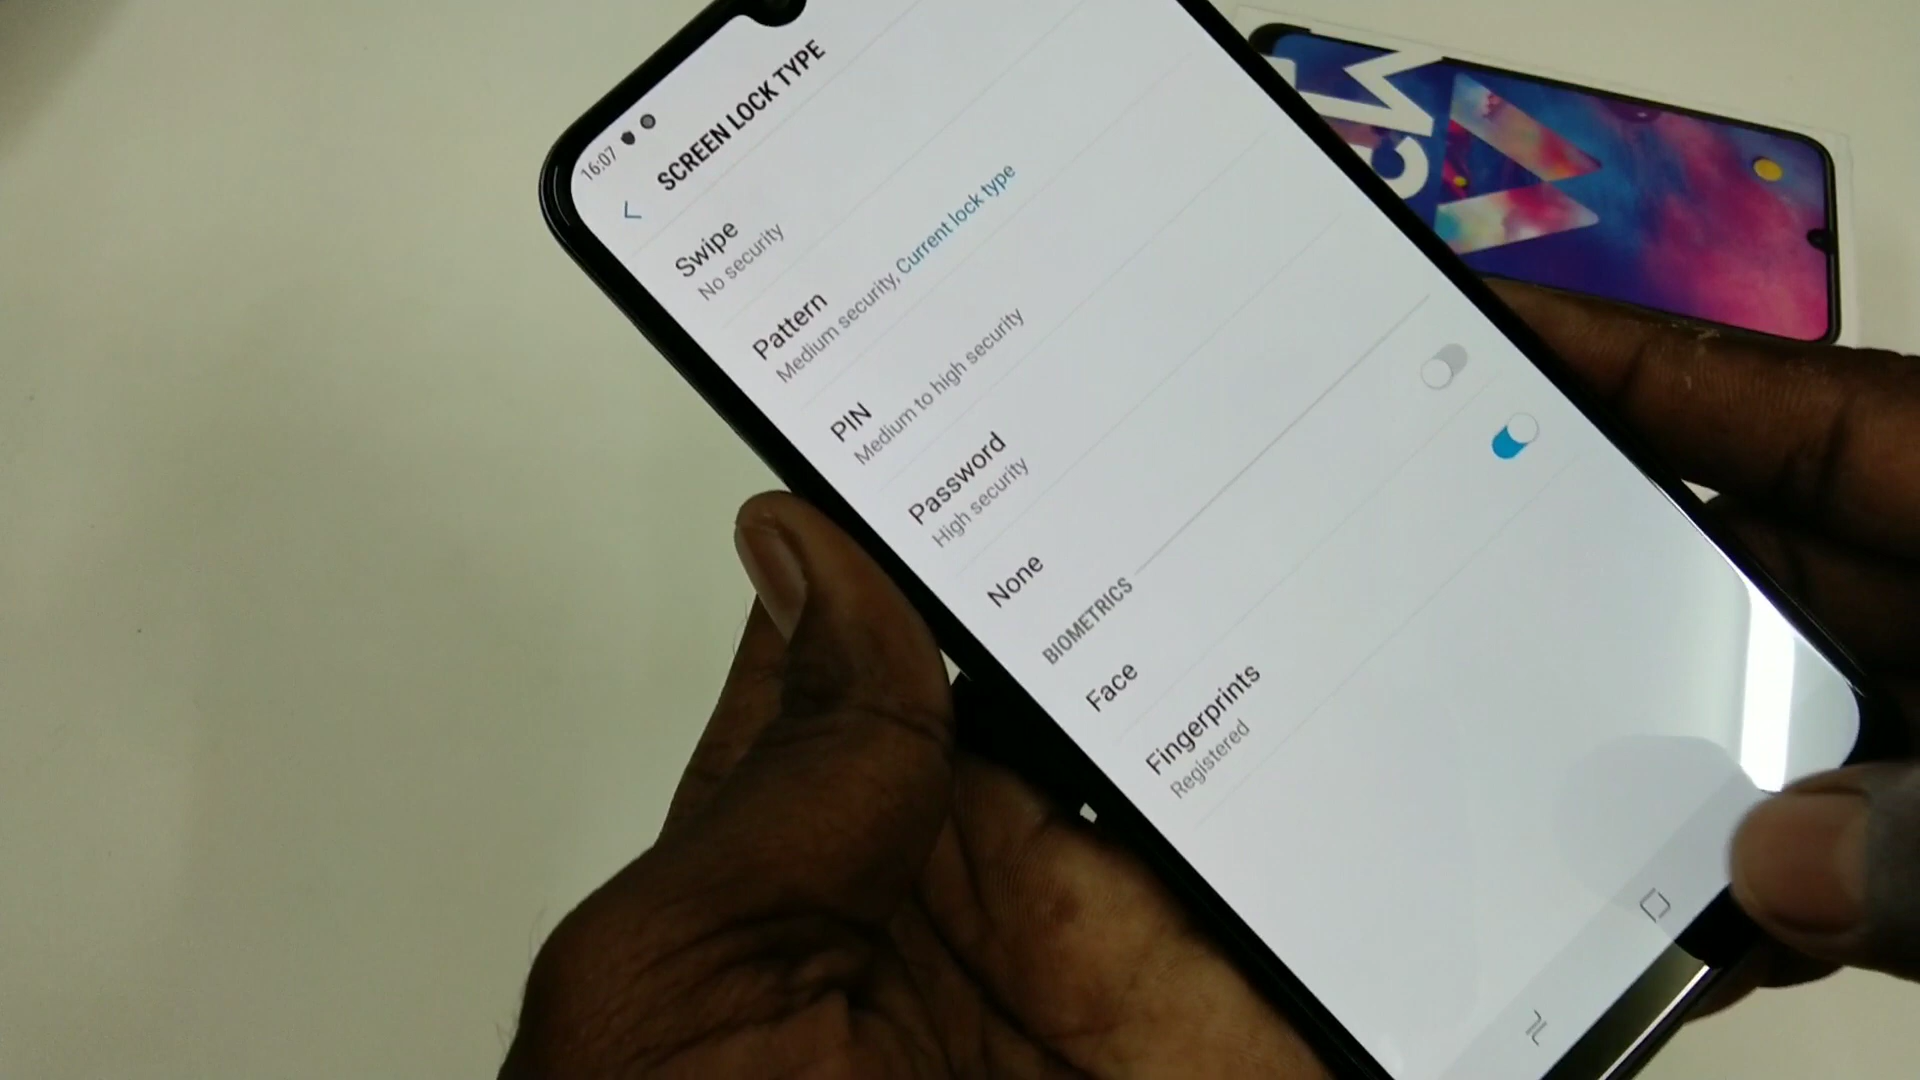 16:07
SCREEN LOCK TYPE
Swipe
No security
Pattern
Medium security, Current lock type
PIN
Medium to high security
Password
High security
None
BIOMETRICS
Face
Fingerprints
Registered